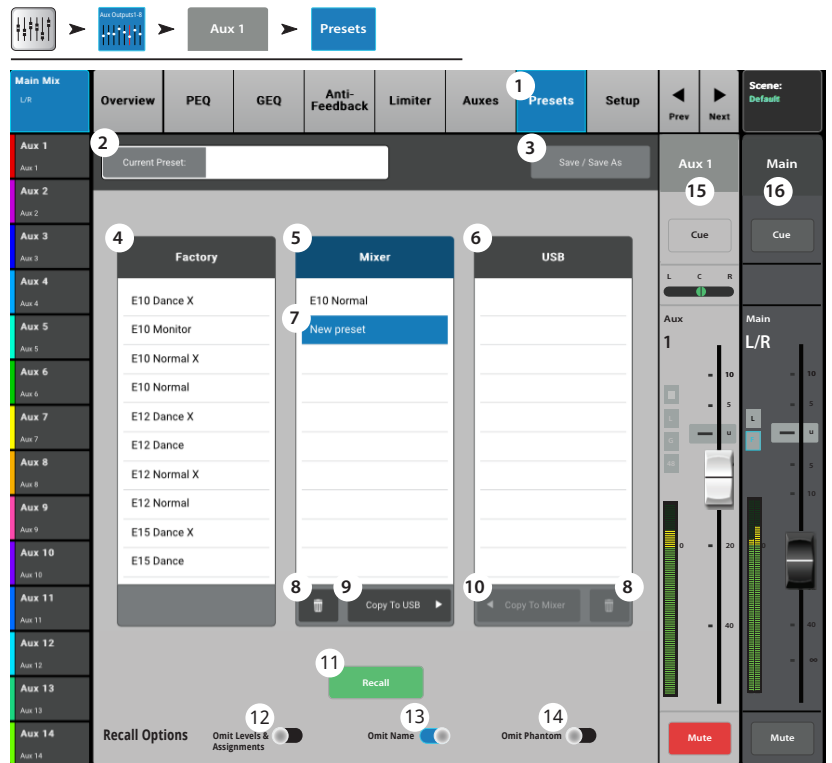 Aux Outputs1-8
Aux 1
Presets
Main Mix
L/R
Overview
PEQ
GEQ
Anti-
Feedback
Limiter
Auxes
1
Presets
Setup
Prev
Next
Scene:
Default
Aux 1
Aux 1
Aux 2
Aux 2
Aux 3
Aux 3
Aux 4
Aux 4
Aux 5
Aux 5
Aux 6
Aux 6
Aux 7
Aux 7
Aux 8
Aux 8
Aux 9
Aux 9
Aux 10
Aux 10
Aux 11
Aux 11
Aux 12
Aux 12
Aux 13
Aux 13
Aux 14
Aux 14
2
Current Preset:
3
Save / Save As
4
Factory
E10 Dance X
E10 Monitor
E10 Normal X
E10 Normal
E12 Dance X
E12 Dance
E12 Normal X
E12 Normal
E15 Dance X
E15 Dance
5
Mixer
E10 Normal
7
New preset
8
9
Copy To USB
6
USB
10
Copy To Mixer
8
11
Recall
Recall Options
12
Omit Levels &
Assignments
13
Omit Name
14
Omit Phantom
Aux 1
15
Cue
L C R
Aux
1
10
5
u
0
20
40
Mute
Main
16
Cue
Main
L/R
10
5
L
u
5
10
20
40
∞
Mute